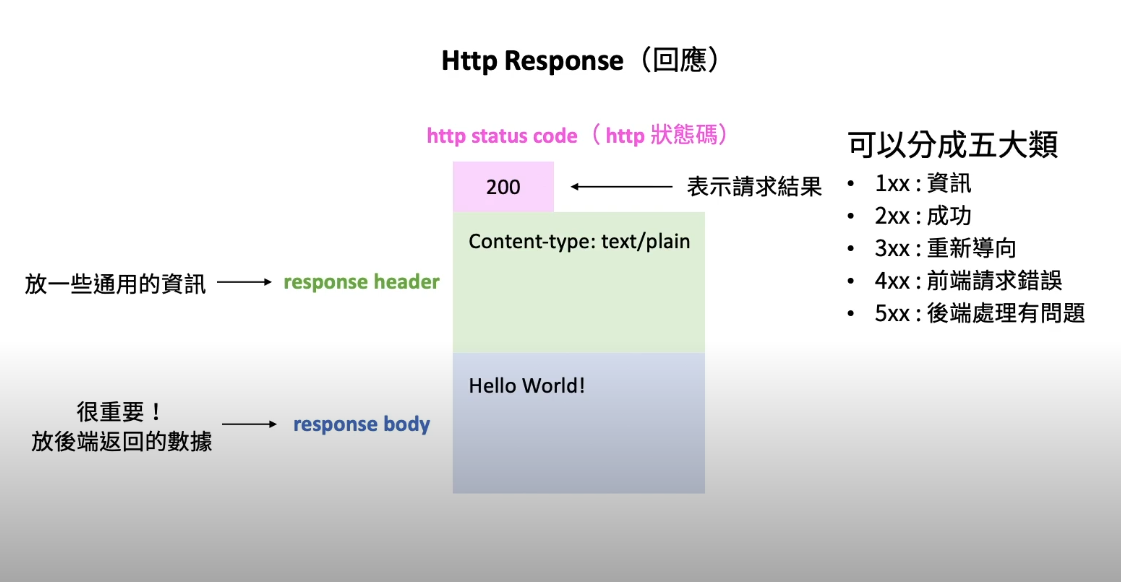 Http Response（回應）
http status code（ http 狀態碼）
200
表示請求結果
Content-type: text/plain
放一些通用的資訊
response header
Hello World!
很重要！
放後端返回的數據
response body
可以分成五大類
• 1xx : 資訊
• 2xx : 成功
• 3xx : 重新導向
• 4xx : 前端請求錯誤
• 5xx : 後端處理有問題